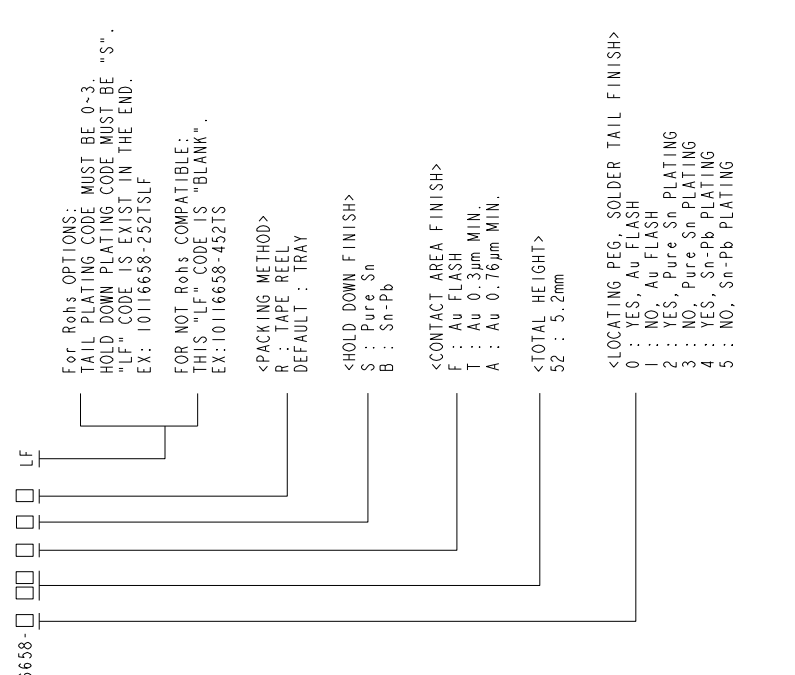 6658-
LF
For Rohs OPTIONS:
TAIL PLATING CODE MUST BE 0~3.
HOLD DOWN PLATING CODE MUST BE "S".
"LF" CODE IS EXIST IN THE END.
EX: 10116658-252TSLF
FOR NOT Rohs COMPATIBLE:
THIS "LF" CODE IS "BLANK".
EX:10116658-452TS
<PACKING METHOD>
R : TAPE REEL
DEFAULT : TRAY
<HOLD DOWN FINISH>
S : Pure Sn
B : Sn-Pb
<CONTACT AREA FINISH>
F : Au FLASH
T : Au 0.3µm MIN.
A : Au 0.76µm MIN.
<TOTAL HEIGHT>
52 : 5.2mm
<LOCATING PEG, SOLDER TAIL FINISH>
0 : YES, Au FLASH
1 : NO, Au FLASH
2 : YES, Pure Sn PLATING
3 : NO, Pure Sn PLATING
4 : YES, Sn-Pb PLATING
5 : NO, Sn-Pb PLATING